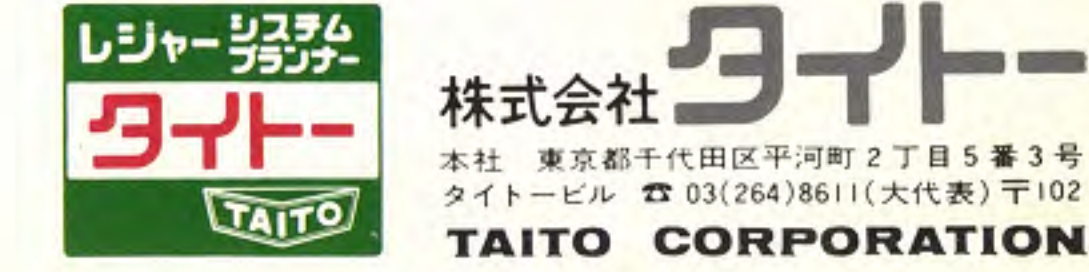 レジャーシステム
プランナー
タイトー
TAITO
株式会社タイトー
本社 東京都千代田区平河町2丁目5番3号
タイトービル ☎ 03(264)8611(大代表)〒102
TAITO CORPORATION